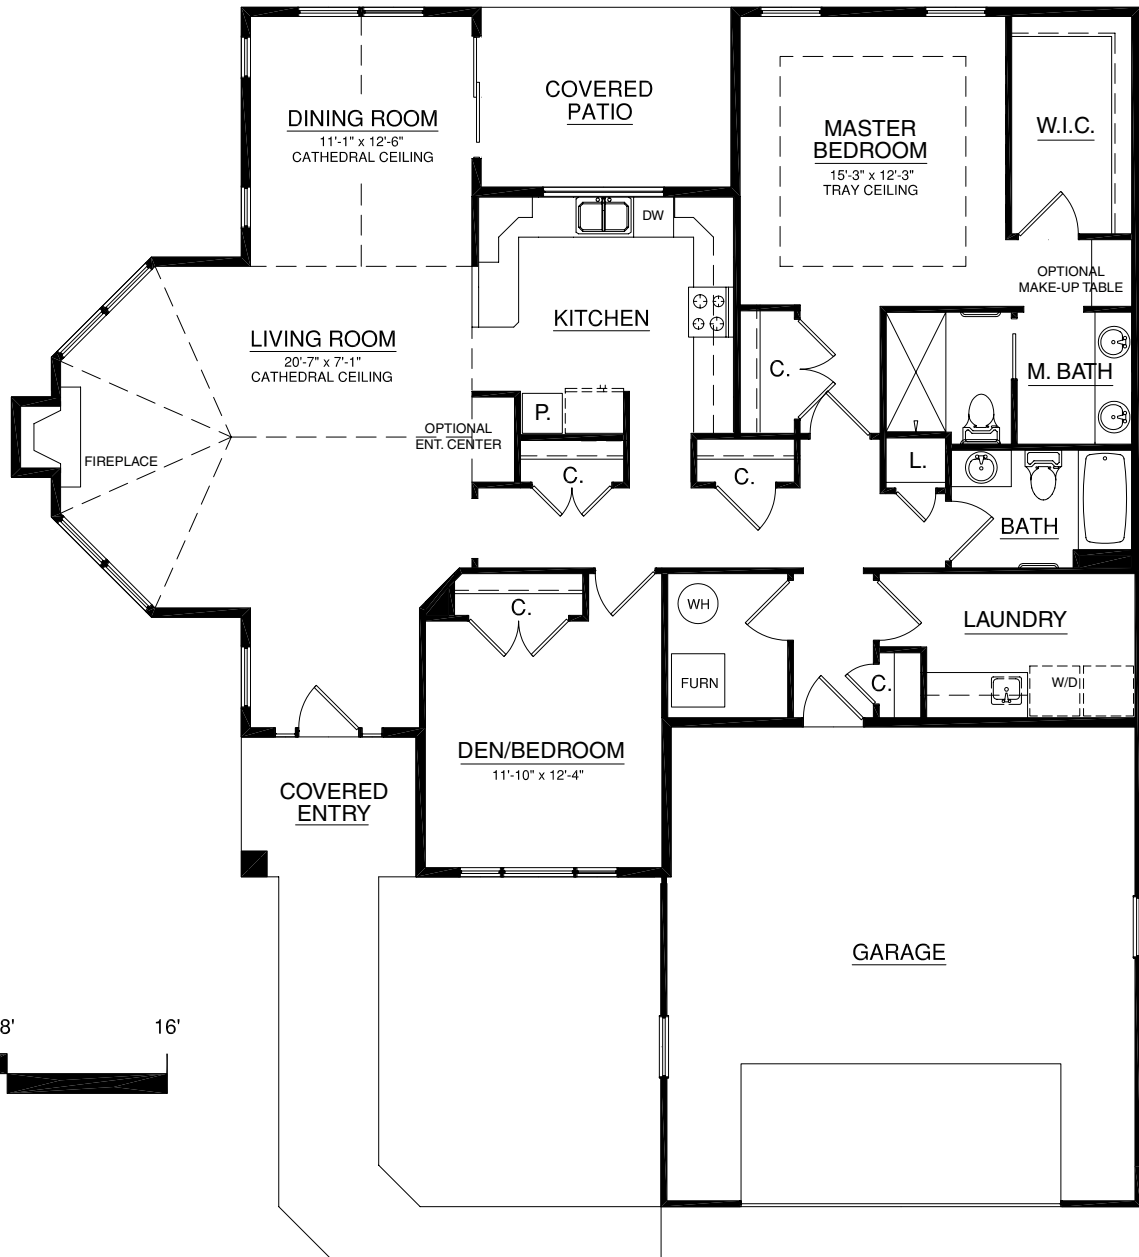 COVERED
PATIO
DINING ROOM
11'-1" x 12'-6"
CATHEDRAL CEILING
MASTER
BEDROOM
15'-3" x 12'-3"
TRAY CEILING
W.I.C.
DW
OPTIONAL
MAKE-UP TABLE
KITCHEN
LIVING ROOM
20'-7" x 7'-1"
CATHEDRAL CEILING
C.
M. BATH
P.
OPTIONAL
ENT. CENTER
FIREPLACE
C.
C.
L.
BATH
C.
WH
LAUNDRY
FURN
C.
W/D
DEN/BEDROOM
11'-10" x 12'-4"
COVERED
ENTRY
GARAGE
8'
16'